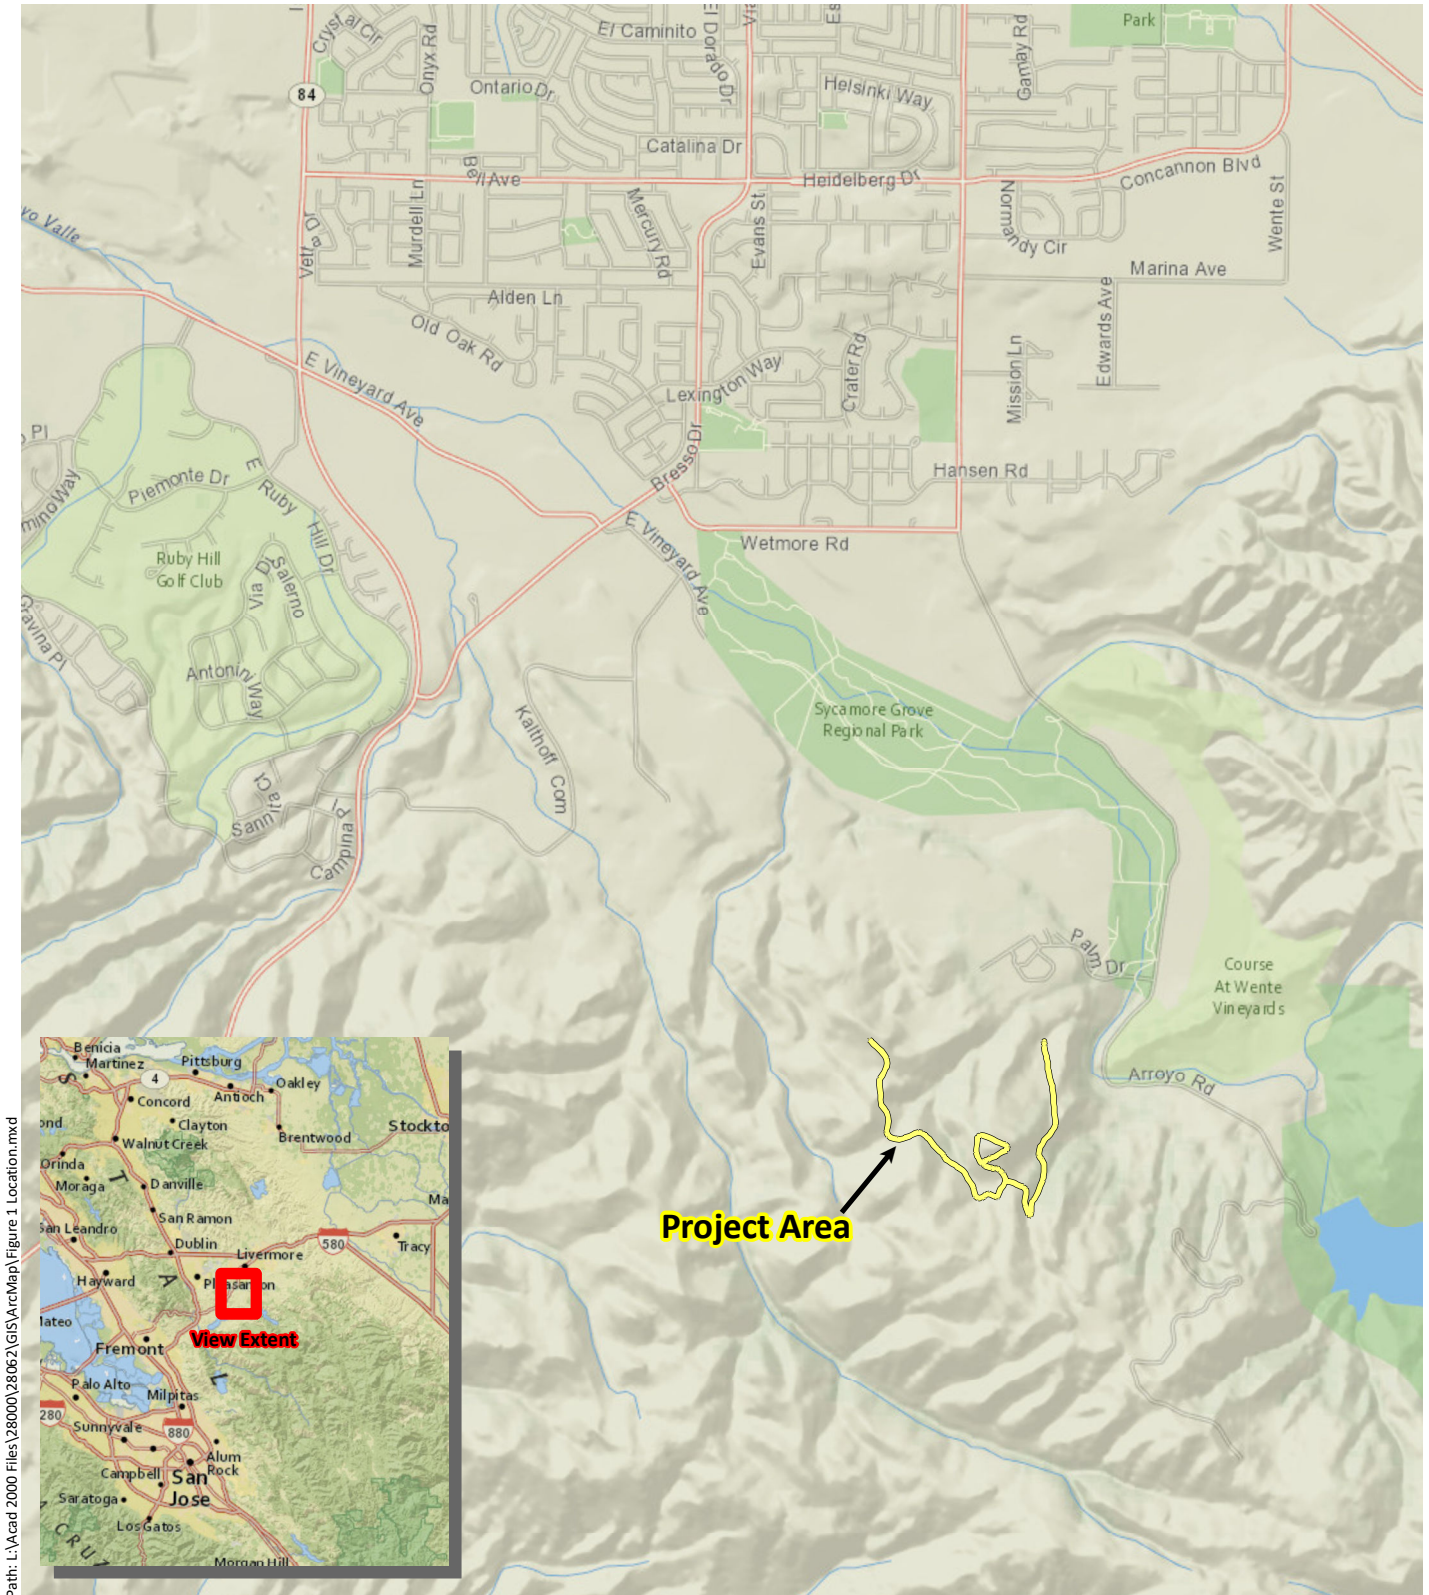 Crystal Cir
Onyx Rd
El Caminito
El Dorado Dr
Gamay Rd
Park
84
Ontario Dr
Helsinki Way
Catalina Dr
Bell Ave
Heidelberg Dr
Concannon Blvd
Murdell Ln
Mercury Rd
Evans St
Normandy Cir
Wente St
Marina Ave
Alden Ln
Old Oak Rd
Edwards Ave
E Vineyard Ave
Lexington Way
Crater Rd
Mission Ln
Bresso Dr
Hansen Rd
Piemonte Dr
E Ruby Hill Dr
E Vineyard Ave
Wetmore Rd
Ruby Hill
Golf Club
Via Di Salerno
Antonini Way
Kalthoff Com
Sycamore Grove
Regional Park
Campina Pl
Palm Dr
Course
At Wente
Vineyards
Arroyo Rd
Project Area
Benicia
Martinez
Pittsburg
4
Oakley
Antioch
Concord
Clayton
Brentwood
Stockto
Walnut Creek
Orinda
Moraga
Danville
San Ramon
San Leandro
Dublin
Livermore
580
Tracy
Hayward
Pleasanton
View Extent
Fremont
Palo Alto
Milpitas
280
Sunnyvale
880
Alum
Rock
Campbell
San
Jose
Saratoga
Los Gatos
Morgan Hill
Path: L:\Acad 2000 Files\28000\28062\GIS\ArcMap\Figure 1 Location.mxd